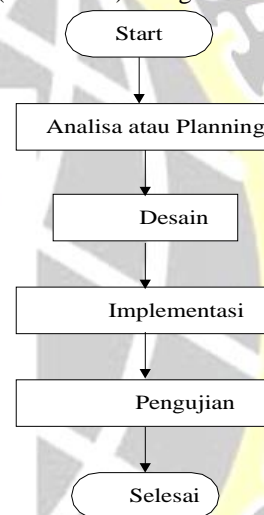 Start
Analisa atau Planning
Desain
Implementasi
Pengujian
Selesai